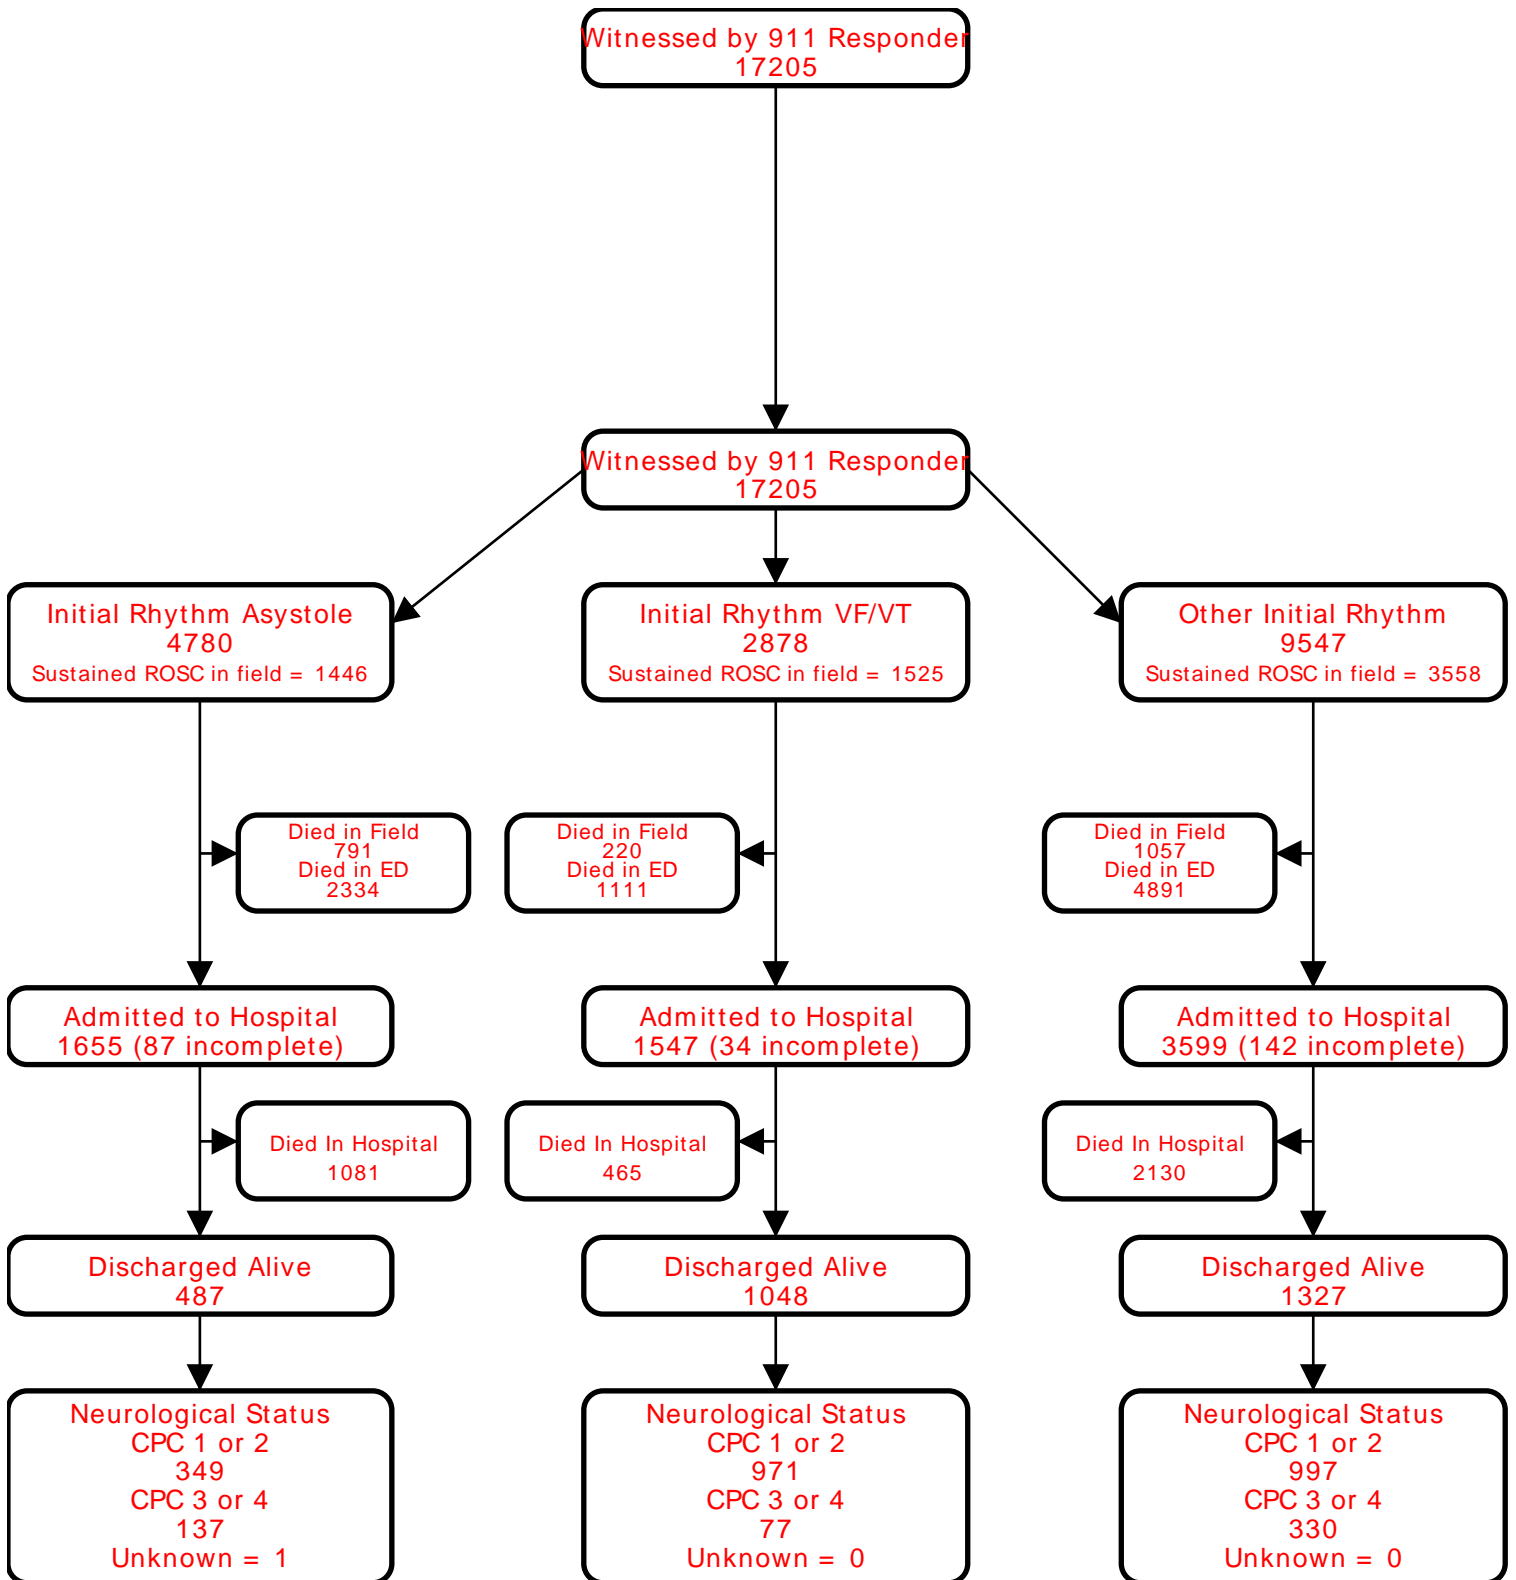 Witnessed by 911 Responder
17205
Witnessed by 911 Responder
17205
Initial Rhythm Asystole
4780
Sustained ROSC in field = 1446
Initial Rhythm VF/VT
2878
Sustained ROSC in field = 1525
Other Initial Rhythm
9547
Sustained ROSC in field = 3558
Died in Field
791
Died in ED
2334
Died in Field
220
Died in ED
1111
Died in Field
1057
Died in ED
4891
Admitted to Hospital
1655 (87 incomplete)
Admitted to Hospital
1547 (34 incomplete)
Admitted to Hospital
3599 (142 incomplete)
Died In Hospital
1081
Died In Hospital
465
Died In Hospital
2130
Discharged Alive
487
Discharged Alive
1048
Discharged Alive
1327
Neurological Status
CPC 1 or 2
349
CPC 3 or 4
137
Unknown = 1
Neurological Status
CPC 1 or 2
971
CPC 3 or 4
77
Unknown = 0
Neurological Status
CPC 1 or 2
997
CPC 3 or 4
330
Unknown = 0